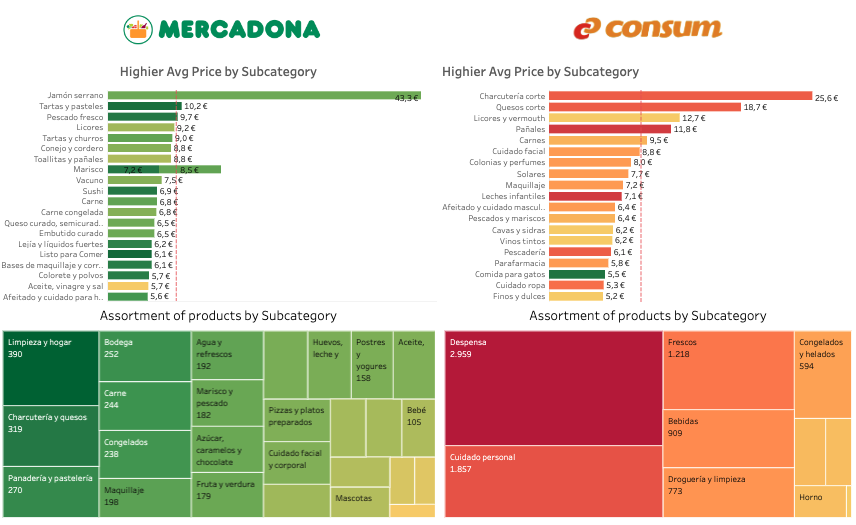 MERCADONA
consum
Highier Avg Price by Subcategory
Jamón serrano 43,3 €
Tartas y pasteles 10,2 €
Pescado fresco 9,7 €
Licores 9,2 €
Tartas y churros 9,0 €
Conejo y cordero 8,8 €
Toallitas y pañales 8,8 €
Marisco 7,2 € 8,5 €
Vacuno 7,5 €
Sushi 6,9 €
Carne 6,8 €
Carne congelada 6,8 €
Queso curado, semicurad.. 6,5 €
Embutido curado 6,5 €
Lejía y líquidos fuertes 6,2 €
Listo para Comer 6,1 €
Bases de maquillaje y corr.. 6,1 €
Colorete y polvos 5,7 €
Aceite, vinagre y sal 5,7 €
Afeitado y cuidado para h.. 5,6 €
Highier Avg Price by Subcategory
Charcutería corte 25,6 €
Quesos corte 18,7 €
Licores y vermouth 12,7 €
Pañales 11,8 €
Carnes 9,5 €
Cuidado facial 8,8 €
Colonias y perfumes 8,0 €
Solares 7,7 €
Maquillaje 7,2 €
Leches infantiles 7,1 €
Afeitado y cuidado mascul.. 6,4 €
Pescados y mariscos 6,4 €
Cavas y sidras 6,2 €
Vinos tintos 6,2 €
Pescadería 6,1 €
Parafarmacia 5,8 €
Comida para gatos 5,5 €
Cuidado ropa 5,3 €
Finos y dulces 5,2 €
Assortment of products by Subcategory
Limpieza y hogar
390
Charcutería y quesos
319
Panadería y pastelería
270
Bodega
252
Carne
244
Congelados
238
Maquillaje
198
Agua y
refrescos
192
Marisco y
pescado
182
Azúcar,
caramelos y
chocolate
Fruta y verdura
179
Huevos,
leche y
Postres
y
yogures
158
Aceite,
Pizzas y platos
preparados
Cuidado facial
y corporal
Bebé
105
Mascotas
Assortment of products by Subcategory
Despensa
2.959
Cuidado personal
1.857
Frescos
1.218
Bebidas
909
Droguería y limpieza
773
Congelados
y helados
594
Horno